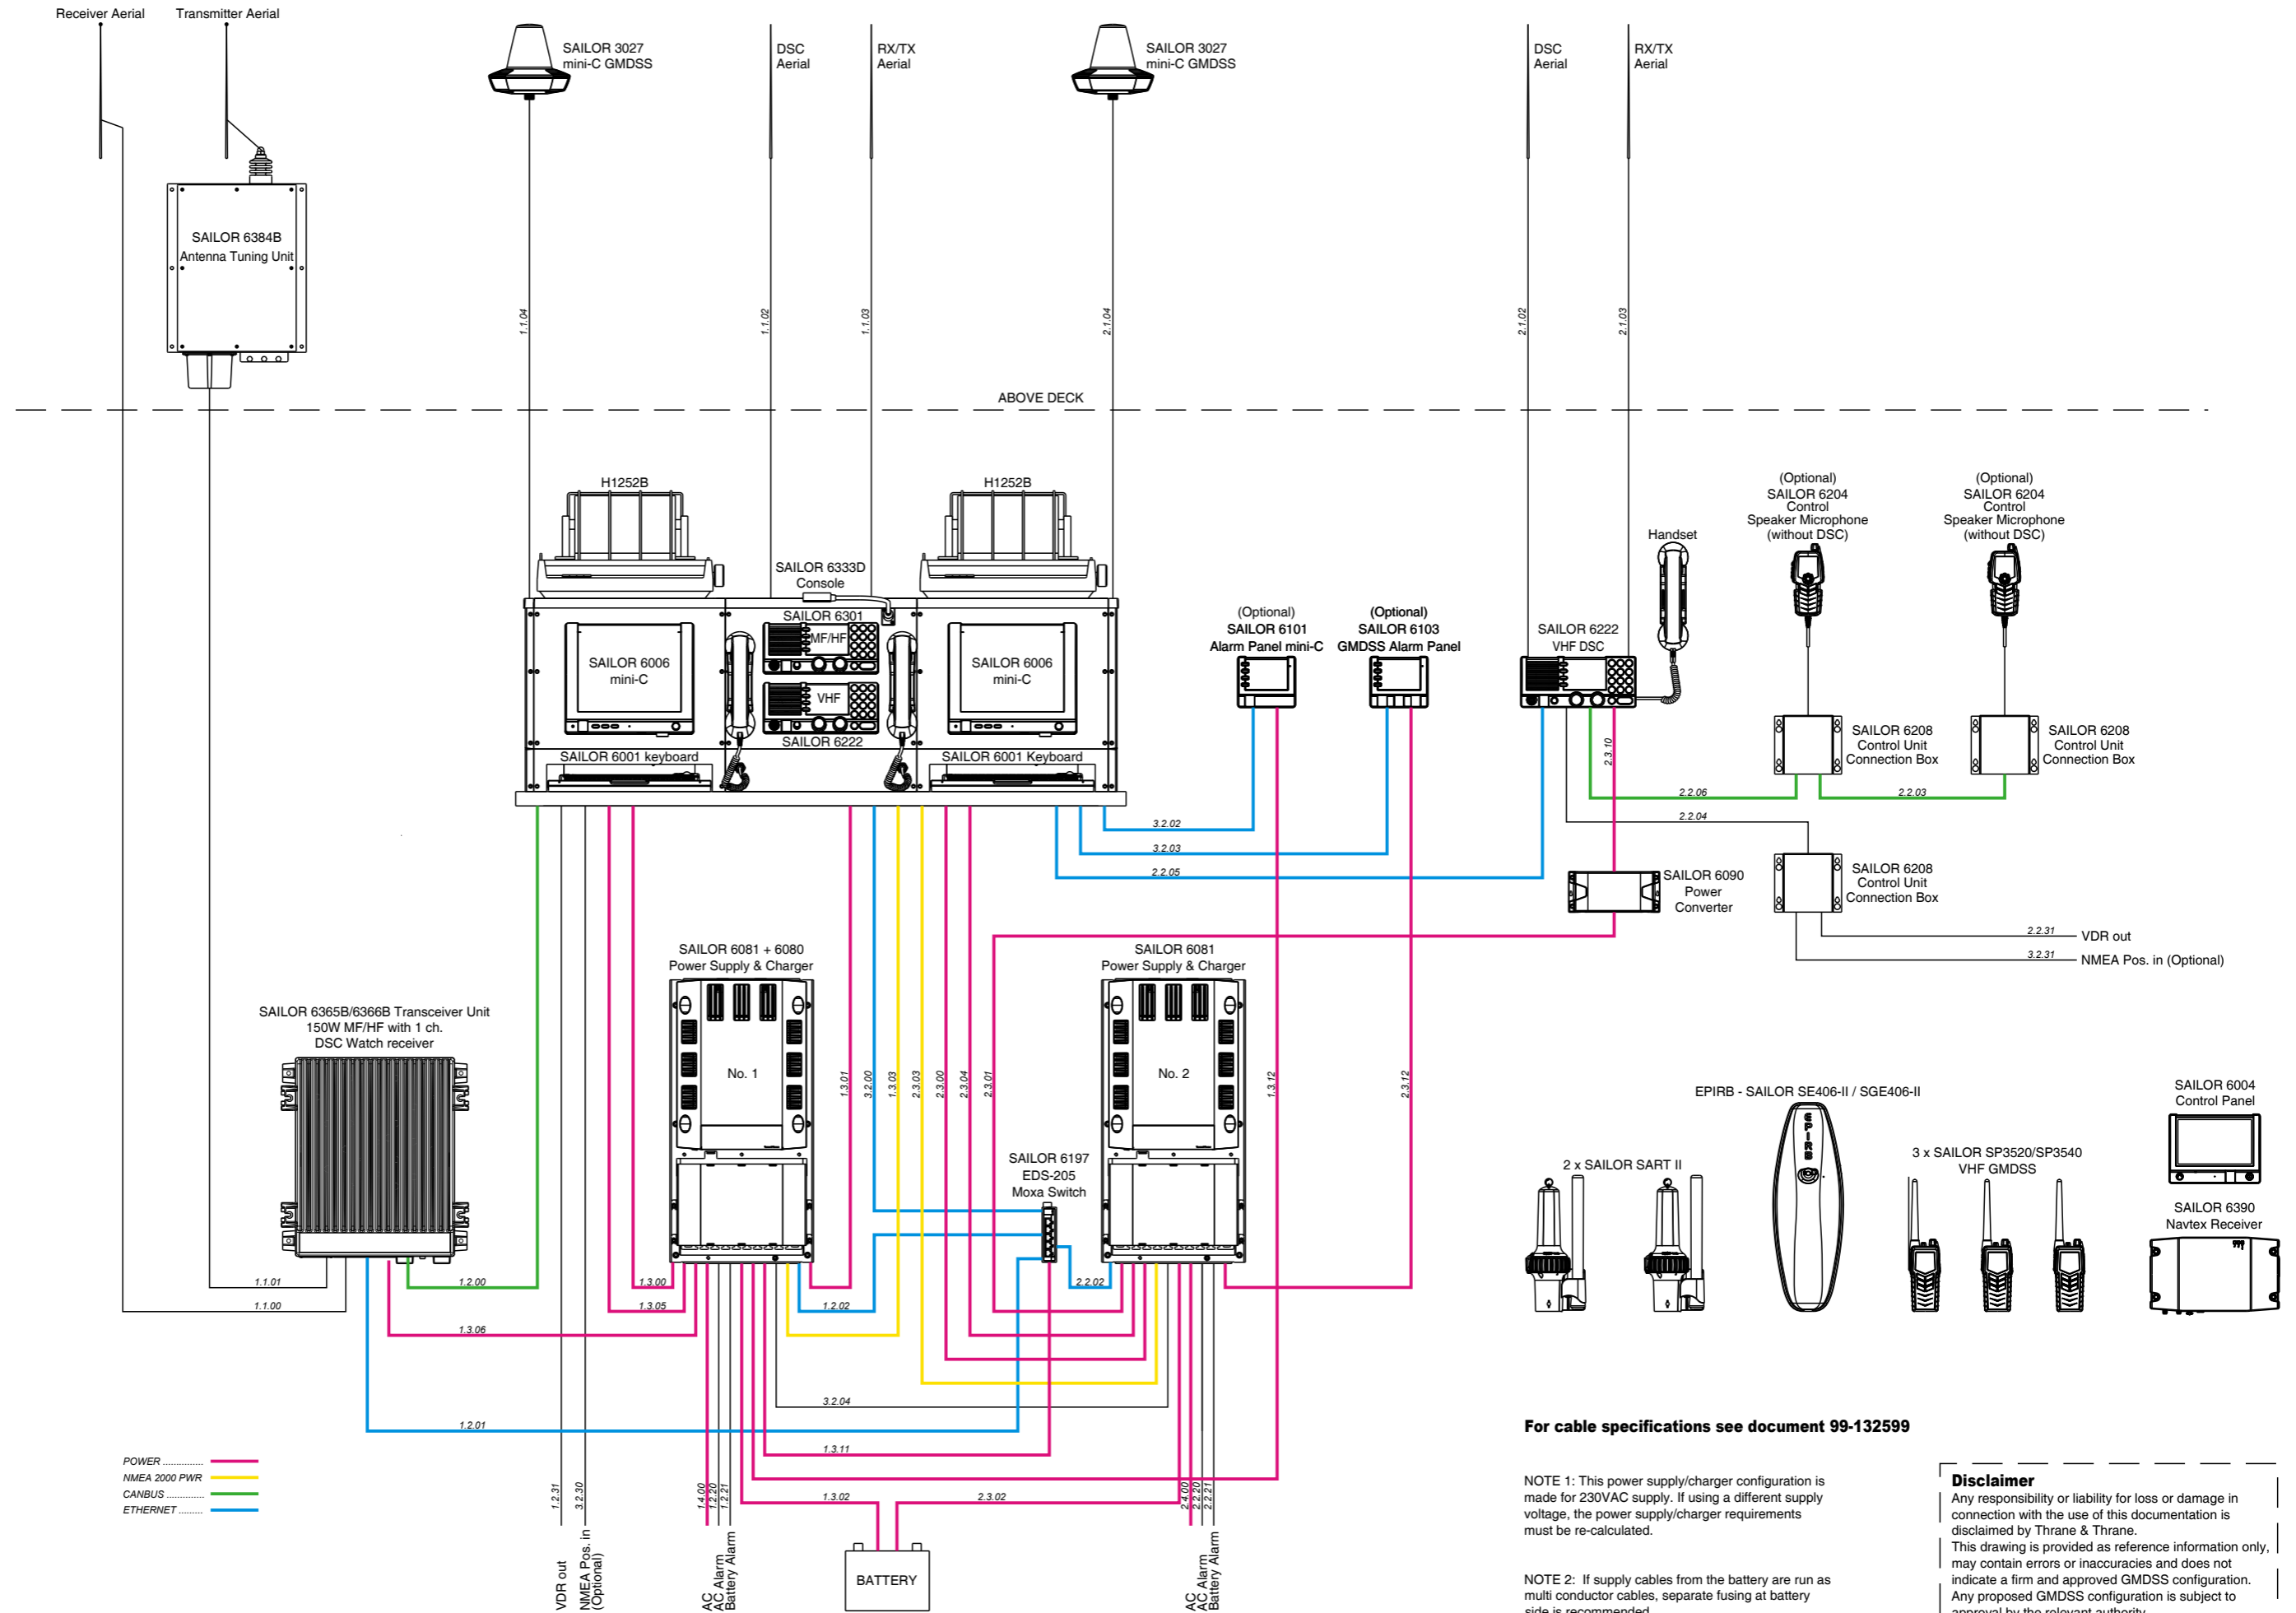 Receiver Aerial
Transmitter Aerial
SAILOR 3027
mini-C GMDSS
DSC
Aerial
RX/TX
Aerial
SAILOR 3027
mini-C GMDSS
DSC
Aerial
RX/TX
Aerial
SAILOR 6384B
Antenna Tuning Unit
1.1.04
1.1.02
1.1.03
2.1.04
2.1.02
2.1.03
ABOVE DECK
H1252B
H1252B
SAILOR 6333D
Console
SAILOR 6301
MF/HF
SAILOR 6006
mini-C
VHF
SAILOR 6222
SAILOR 6006
mini-C
SAILOR 6001 keyboard
SAILOR 6001 Keyboard
(Optional)
SAILOR 6101
Alarm Panel mini-C
(Optional)
SAILOR 6103
GMDSS Alarm Panel
SAILOR 6222
VHF DSC
Handset
(Optional)
SAILOR 6204
Control
Speaker Microphone
(without DSC)
(Optional)
SAILOR 6204
Control
Speaker Microphone
(without DSC)
SAILOR 6208
Control Unit
Connection Box
SAILOR 6208
Control Unit
Connection Box
2.3.10
2.2.06
2.2.03
2.2.04
3.2.02
3.2.03
2.2.05
SAILOR 6090
Power
Converter
SAILOR 6208
Control Unit
Connection Box
2.2.31
VDR out
3.2.31
NMEA Pos. in (Optional)
SAILOR 6081 + 6080
Power Supply & Charger
No. 1
SAILOR 6081
Power Supply & Charger
No. 2
SAILOR 6365B/6366B Transceiver Unit
150W MF/HF with 1 ch.
DSC Watch receiver
1.3.01
3.2.00
1.3.03
2.3.03
2.3.00
2.3.04
2.3.01
1.3.12
2.3.12
SAILOR 6197
EDS-205
Moxa Switch
EPIRB - SAILOR SE406-II / SGE406-II
EPIRB
2 x SAILOR SART II
3 x SAILOR SP3520/SP3540
VHF GMDSS
SAILOR 6004
Control Panel
SAILOR 6390
Navtex Receiver
1.1.01
1.1.00
1.2.00
1.3.00
1.3.05
1.3.06
1.2.02
2.2.02
3.2.04
1.2.01
1.3.11
1.3.02
2.3.02
POWER ...............
NMEA 2000 PWR
CANBUS ..............
ETHERNET .........
1.2.31
3.2.30
1.4.00
1.2.20
1.2.21
2.4.00
2.2.20
2.2.21
VDR out
NMEA Pos. in
(Optional)
AC
AC Alarm
Battery Alarm
BATTERY
AC
AC Alarm
Battery Alarm
For cable specifications see document 99-132599
NOTE 1: This power supply/charger configuration is
made for 230VAC supply. If using a different supply
voltage, the power supply/charger requirements
must be re-calculated.
NOTE 2: If supply cables from the battery are run as
multi conductor cables, separate fusing at battery
side is recommended
Disclaimer
Any responsibility or liability for loss or damage in
connection with the use of this documentation is
disclaimed by Thrane & Thrane.
This drawing is provided as reference information only,
may contain errors or inaccuracies and does not
indicate a firm and approved GMDSS configuration.
Any proposed GMDSS configuration is subject to
approval by the relevant authority